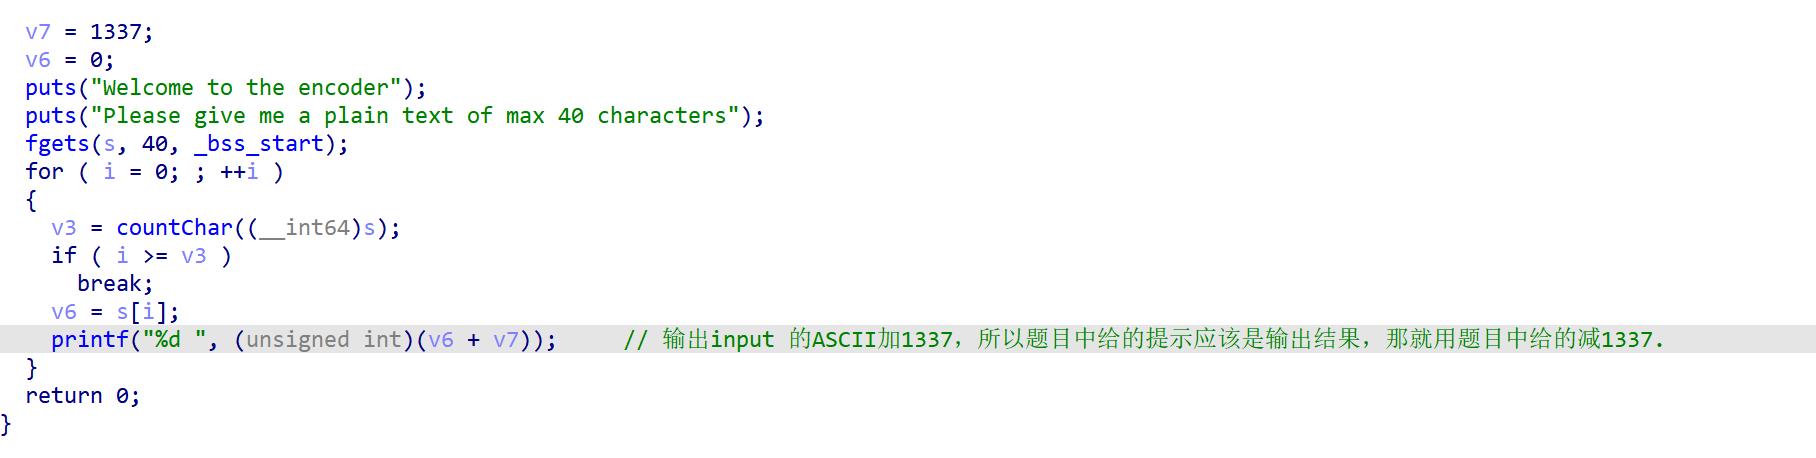 v7 = 1337;
v6 = 0;
puts("Welcome to the encoder");
puts("Please give me a plain text of max 40 characters");
fgets(s, 40, _bss_start);
for ( i = 0; ; ++i )
{
v3 = countChar((__int64)s);
if ( i >= v3 )
break;
v6 = s[i];
printf("%d ", (unsigned int)(v6 + v7)); // 输出input 的ASCII加1337，所以题目中给的提示应该是输出结果，那就用题目中给的减1337.
}
return 0;
}